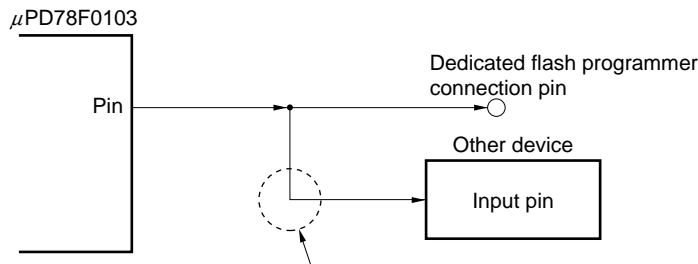 μPD78F0103
Dedicated flash programmer
connection pin
Pin
Other device
Input pin